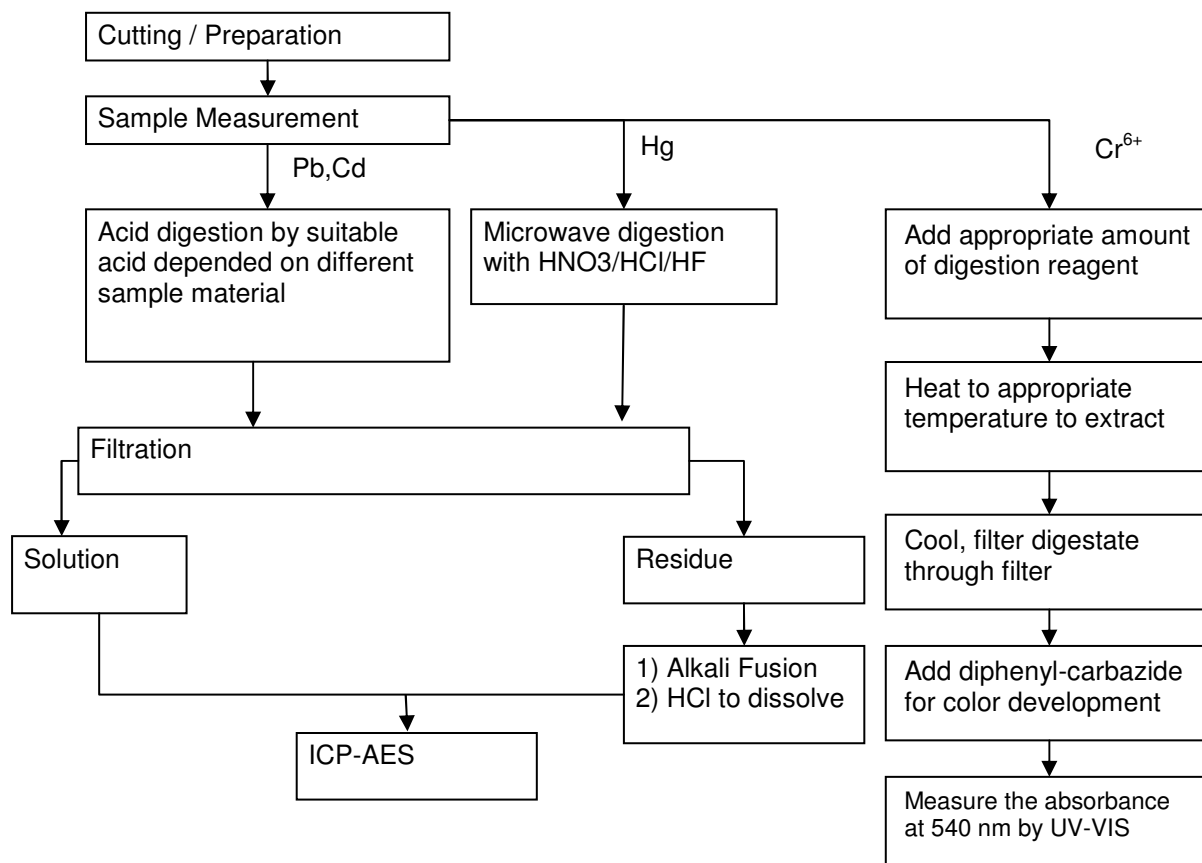 Cutting / Preparation
Sample Measurement
Pb,Cd
Hg
Cr6+
Acid digestion by suitable
acid depended on different
sample material
Microwave digestion
with HNO3/HCl/HF
Add appropriate amount
of digestion reagent
Heat to appropriate
temperature to extract
Filtration
Solution
Residue
Cool, filter digestate
through filter
1) Alkali Fusion
2) HCl to dissolve
Add diphenyl-carbazide
for color development
ICP-AES
Measure the absorbance
at 540 nm by UV-VIS